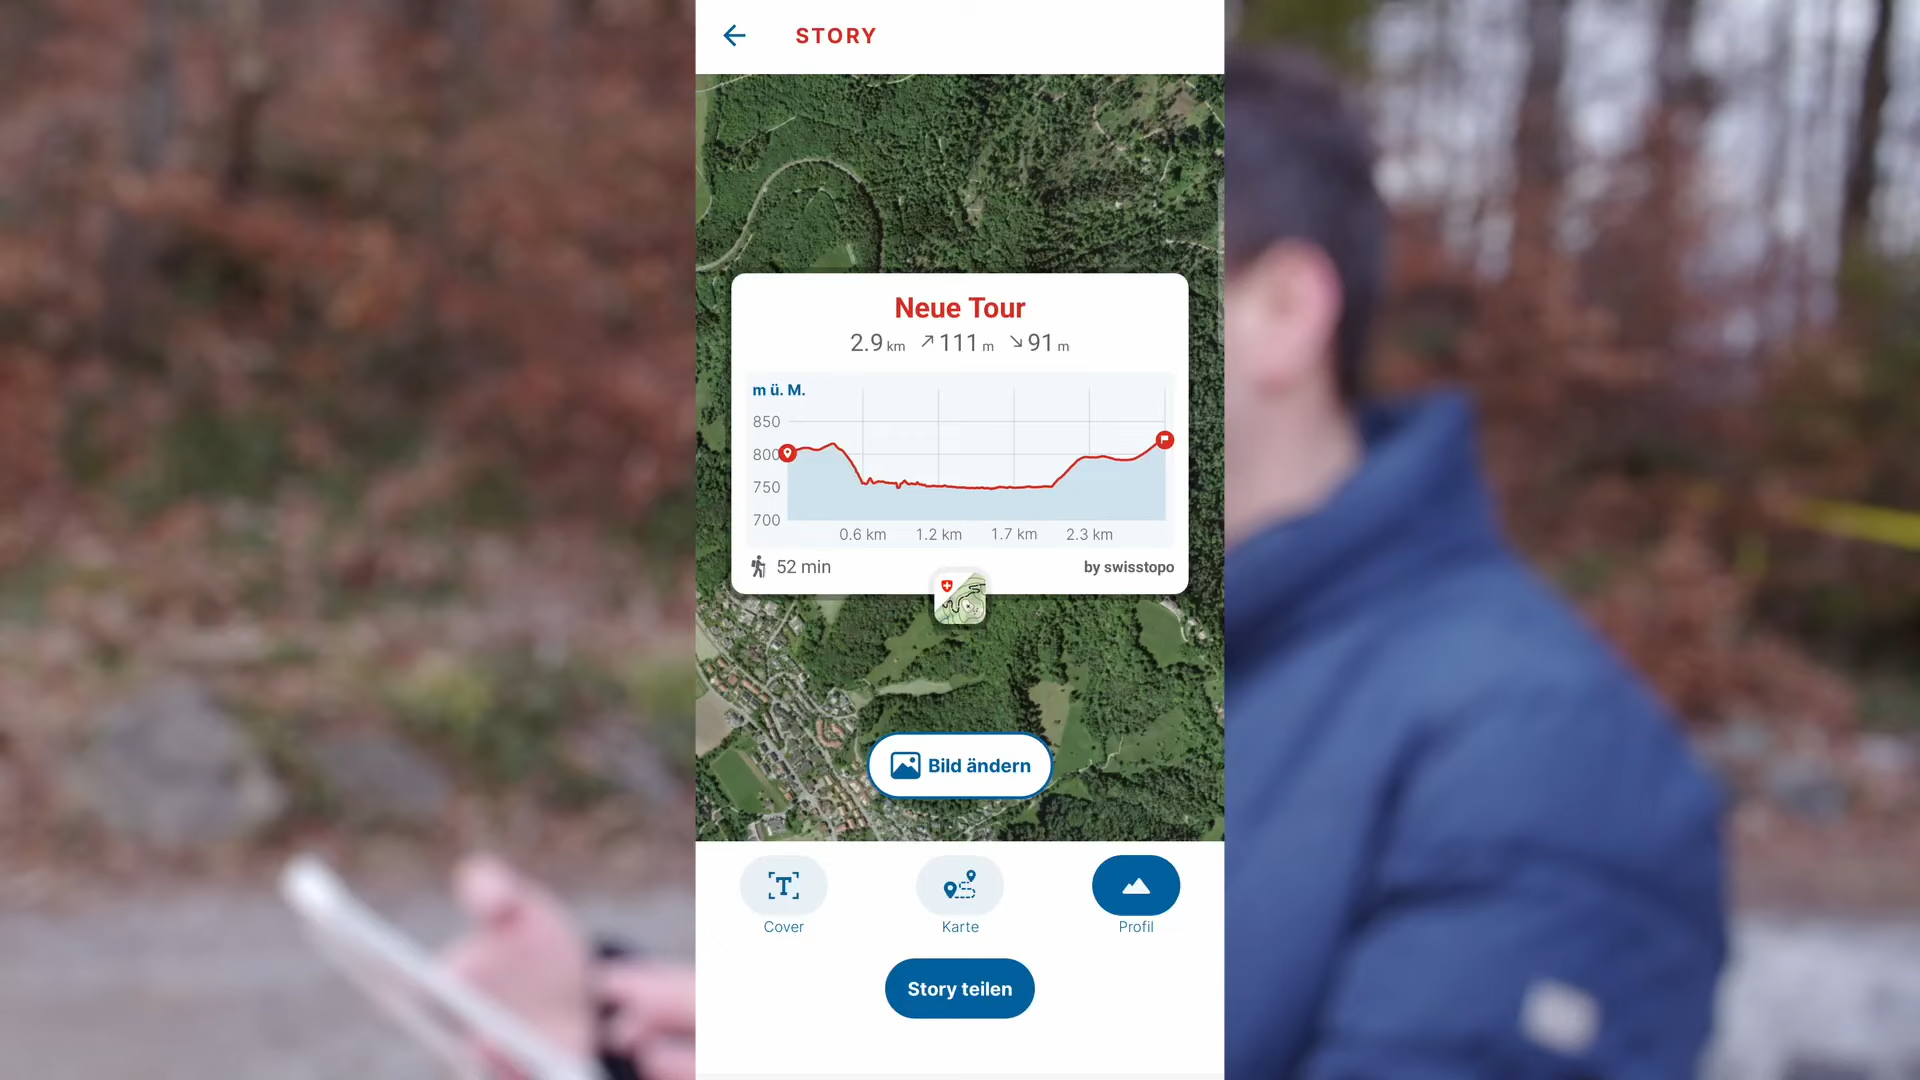 STORY
Neue Tour
2.9 km ↗ 111 m ↘ 91 m
m ü. M.
850
800
750
700
0.6 km 1.2 km 1.7 km 2.3 km
52 min by swisstopo
Bild ändern
Cover Karte Profil
Story teilen